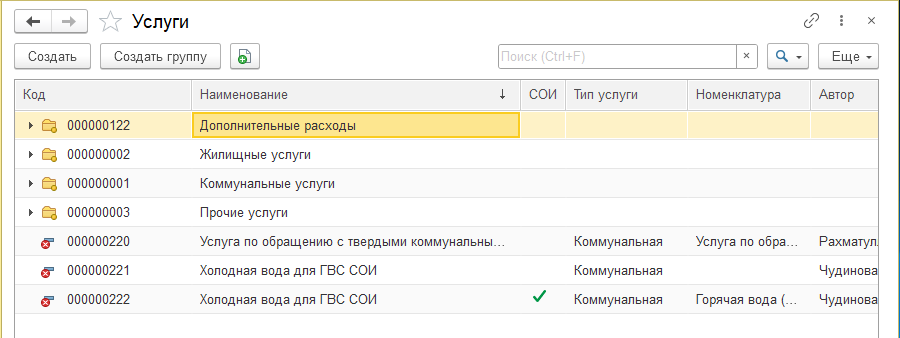 Услуги
Создать Создать группу Поиск (Ctrl+F) × Еще
Код Наименование ↓ СОИ Тип услуги Номенклатура Автор
000000122 Дополнительные расходы
000000002 Жилищные услуги
000000001 Коммунальные услуги
000000003 Прочие услуги
000000220 Услуга по обращению с твердыми коммунальны... Коммунальная Услуга по обра... Рахматул
000000221 Холодная вода для ГВС СОИ Коммунальная Чудинова
000000222 Холодная вода для ГВС СОИ Коммунальная Горячая вода (... Чудинова